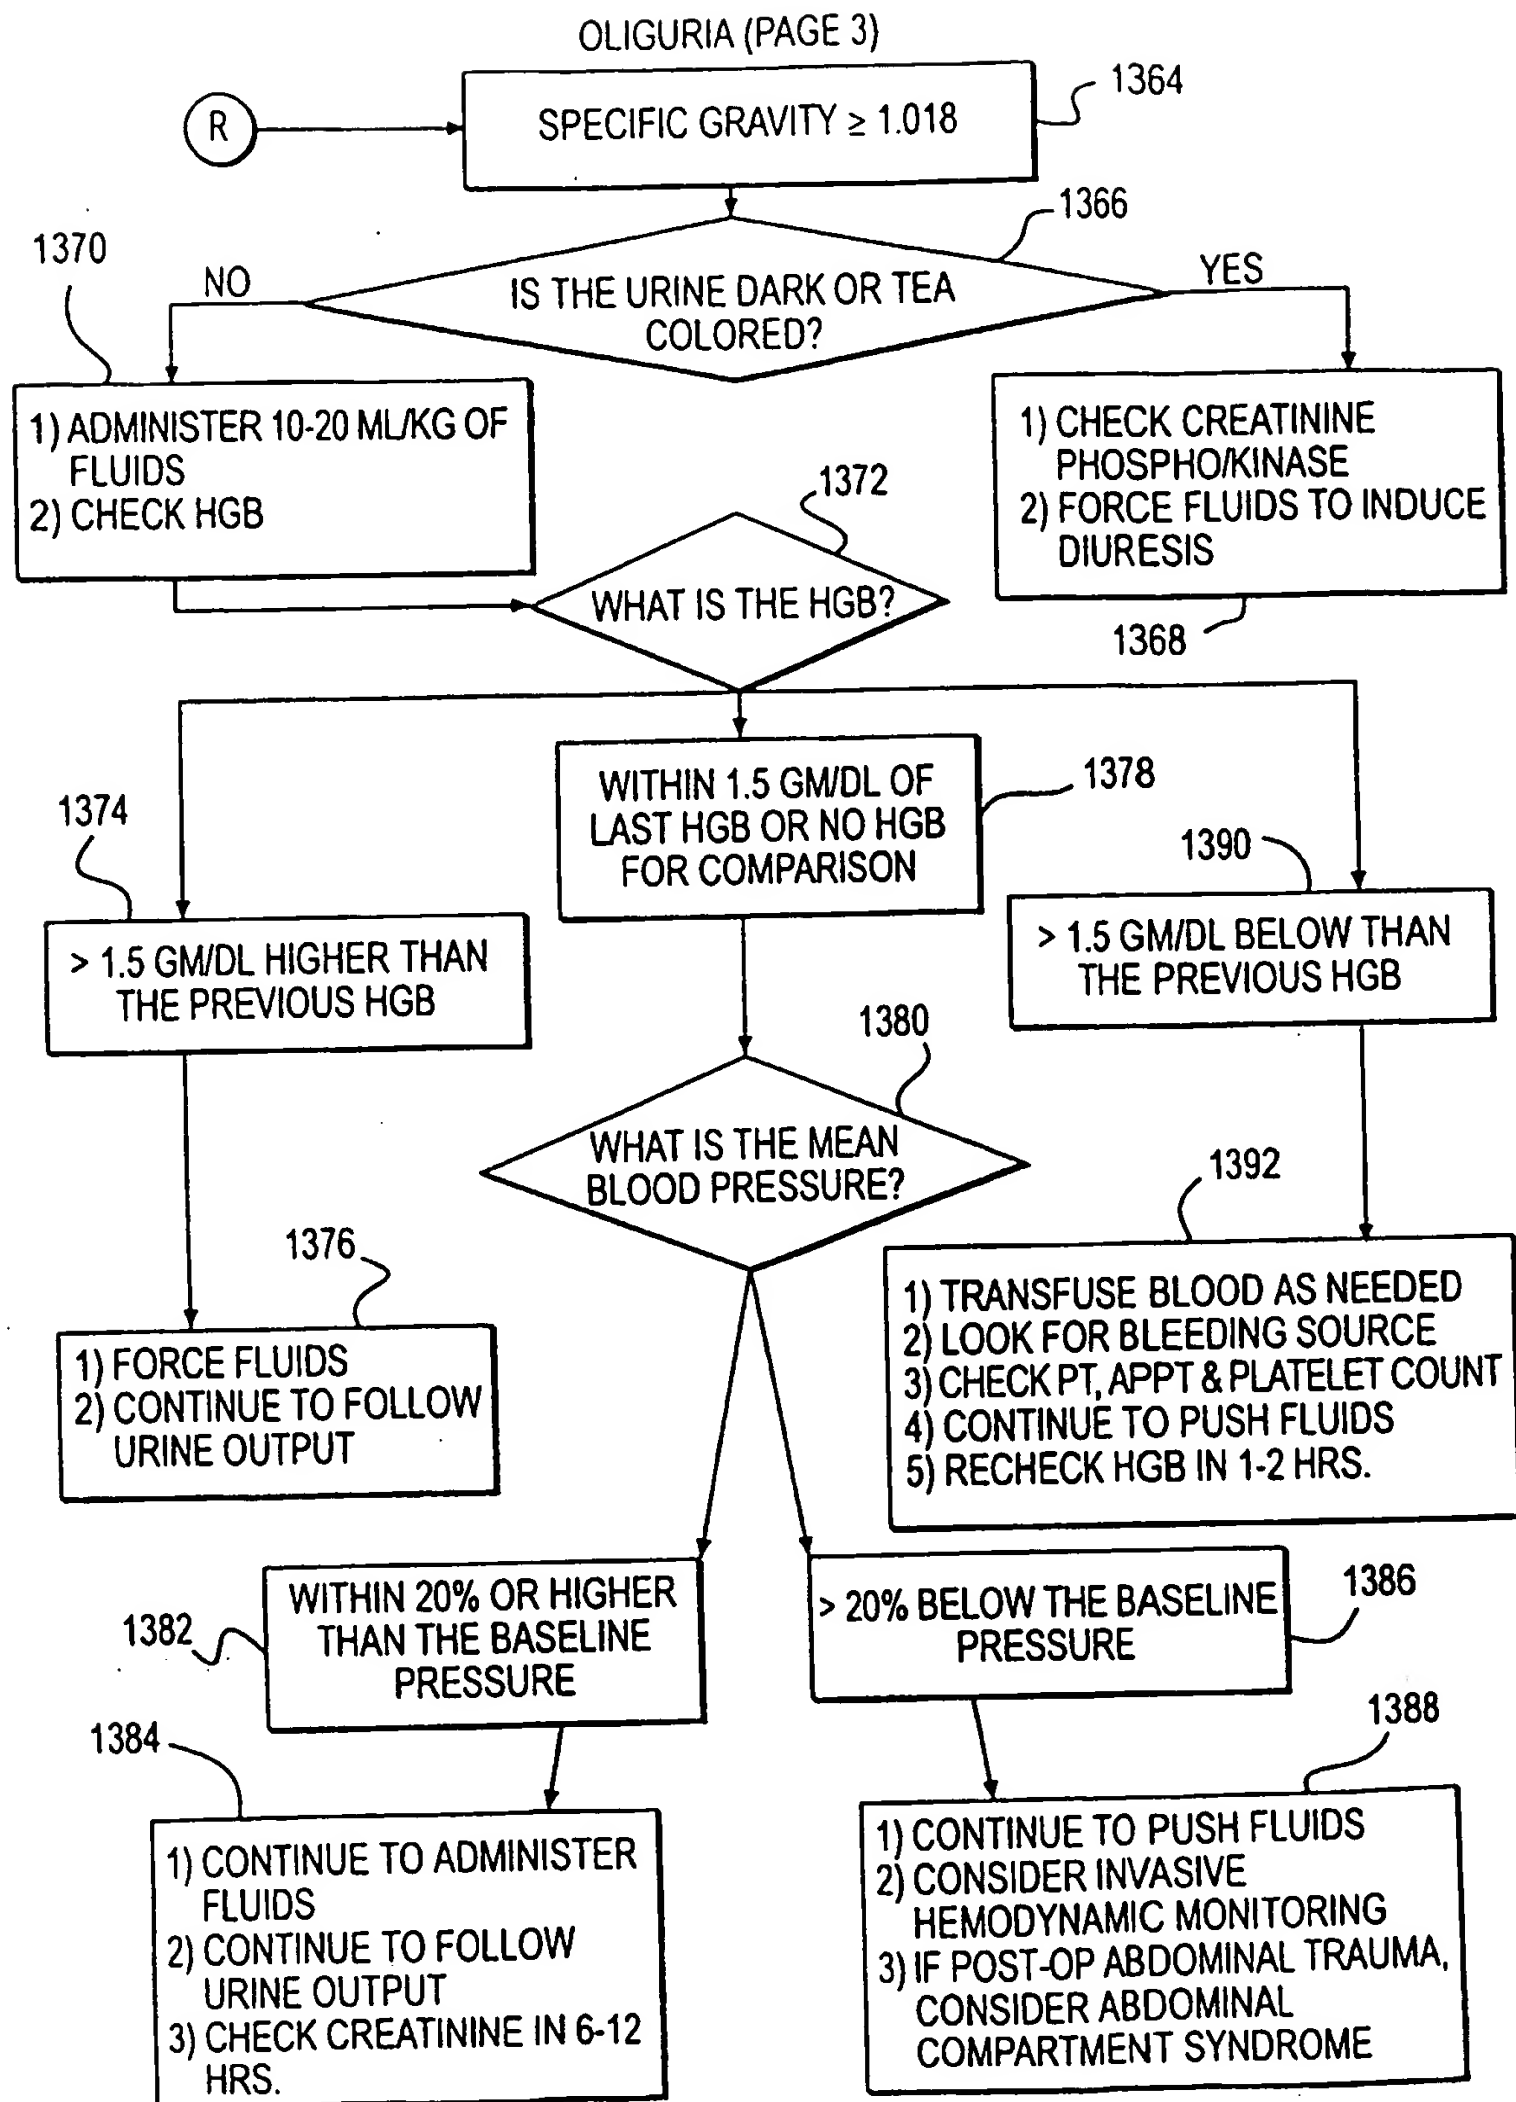 OLIGURIA (PAGE 3)
R
SPECIFIC GRAVITY ≥ 1.018
1364
1366
IS THE URINE DARK OR TEA
COLORED?
NO
YES
1370
1) ADMINISTER 10-20 ML/KG OF
FLUIDS
2) CHECK HGB
1) CHECK CREATININE
PHOSPHO/KINASE
2) FORCE FLUIDS TO INDUCE
DIURESIS
1368
1372
WHAT IS THE HGB?
1374
> 1.5 GM/DL HIGHER THAN
THE PREVIOUS HGB
WITHIN 1.5 GM/DL OF
LAST HGB OR NO HGB
FOR COMPARISON
1378
1390
> 1.5 GM/DL BELOW THAN
THE PREVIOUS HGB
1380
WHAT IS THE MEAN
BLOOD PRESSURE?
1376
1) FORCE FLUIDS
2) CONTINUE TO FOLLOW
URINE OUTPUT
1392
1) TRANSFUSE BLOOD AS NEEDED
2) LOOK FOR BLEEDING SOURCE
3) CHECK PT, APPT & PLATELET COUNT
4) CONTINUE TO PUSH FLUIDS
5) RECHECK HGB IN 1-2 HRS.
1382
WITHIN 20% OR HIGHER
THAN THE BASELINE
PRESSURE
> 20% BELOW THE BASELINE
PRESSURE
1386
1384
1) CONTINUE TO ADMINISTER
FLUIDS
2) CONTINUE TO FOLLOW
URINE OUTPUT
3) CHECK CREATININE IN 6-12
HRS.
1388
1) CONTINUE TO PUSH FLUIDS
2) CONSIDER INVASIVE
HEMODYNAMIC MONITORING
3) IF POST-OP ABDOMINAL TRAUMA,
CONSIDER ABDOMINAL
COMPARTMENT SYNDROME